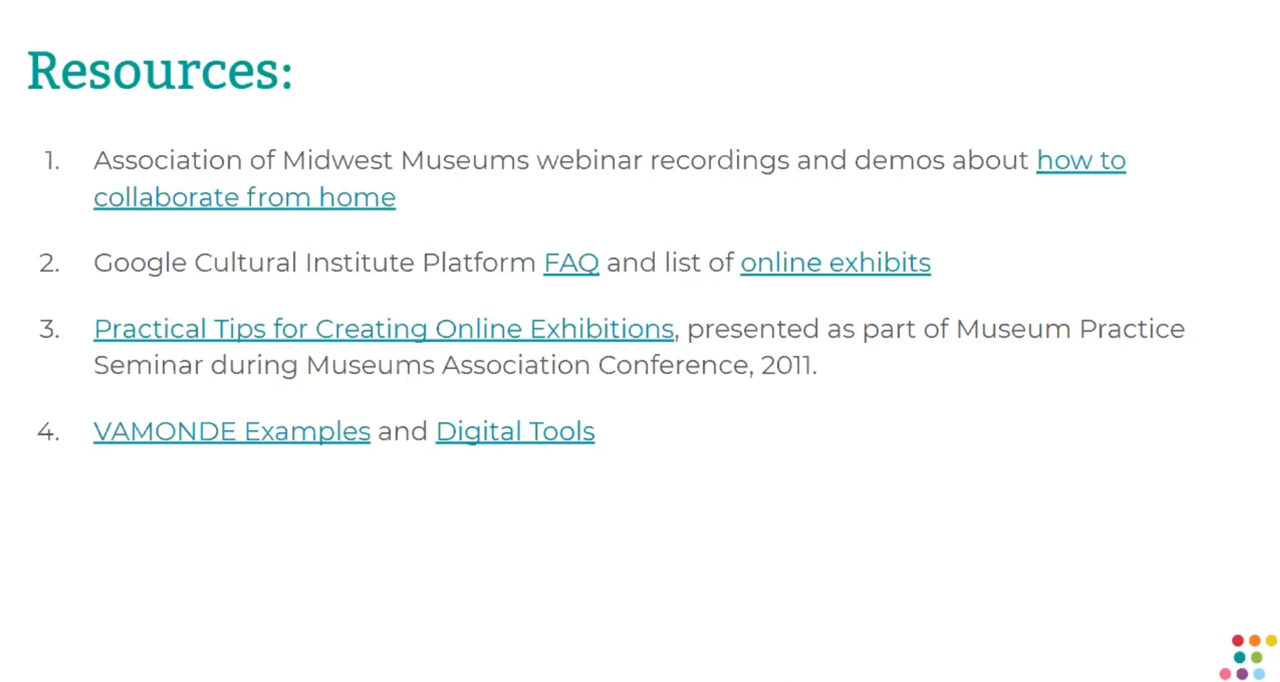 Resources:
1. Association of Midwest Museums webinar recordings and demos about how to
collaborate from home
2. Google Cultural Institute Platform FAQ and list of online exhibits
3. Practical Tips for Creating Online Exhibitions, presented as part of Museum Practice
Seminar during Museums Association Conference, 2011.
4. VAMONDE Examples and Digital Tools